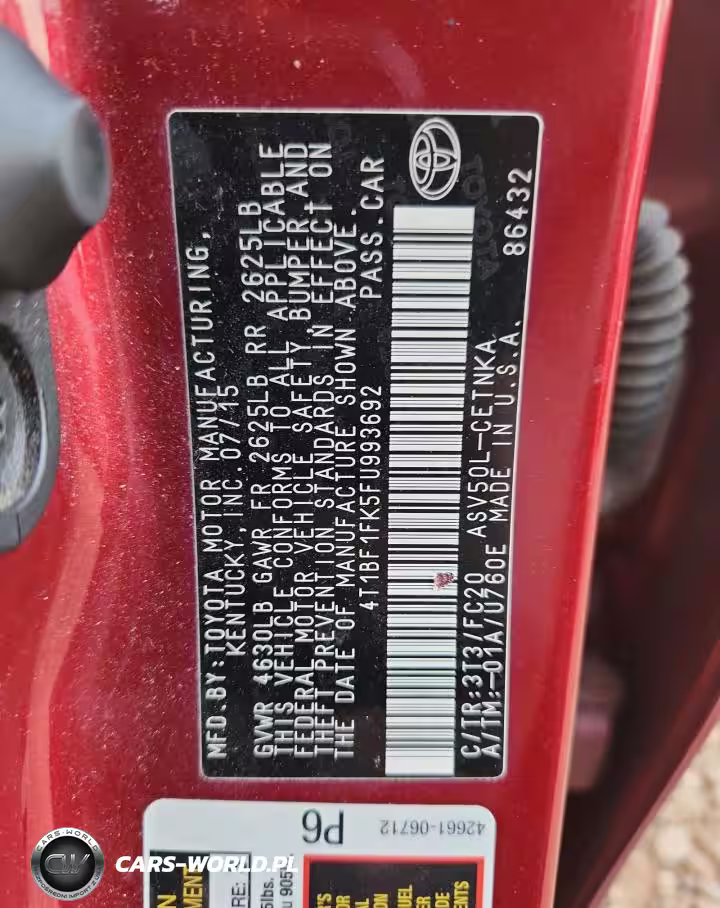 MFD.BY:TOYOTA MOTOR MANUFACTURING,
KENTUCKY,INC.07/15
GVWR 4630LB GAWR FR 2625LB RR 2625LB
THIS VEHICLE CONFORMS TO ALL APPLICABLE
FEDERAL MOTOR VEHICLE SAFETY,BUMPER,AND
THEFT PREVENTION STANDARDS IN EFFECT ON
THE DATE OF MANUFACTURE SHOWN ABOVE.
4T1BF1FK5FU993692 PASS.CAR
C/TR:3T3/FC20 ASV50L-CETNKA
A/TM:-01A/U760E MADE IN U.S.A. 86432
TOYOTA
P6
42661-06712
CARS-WORLD
CARS-WORLD.PL